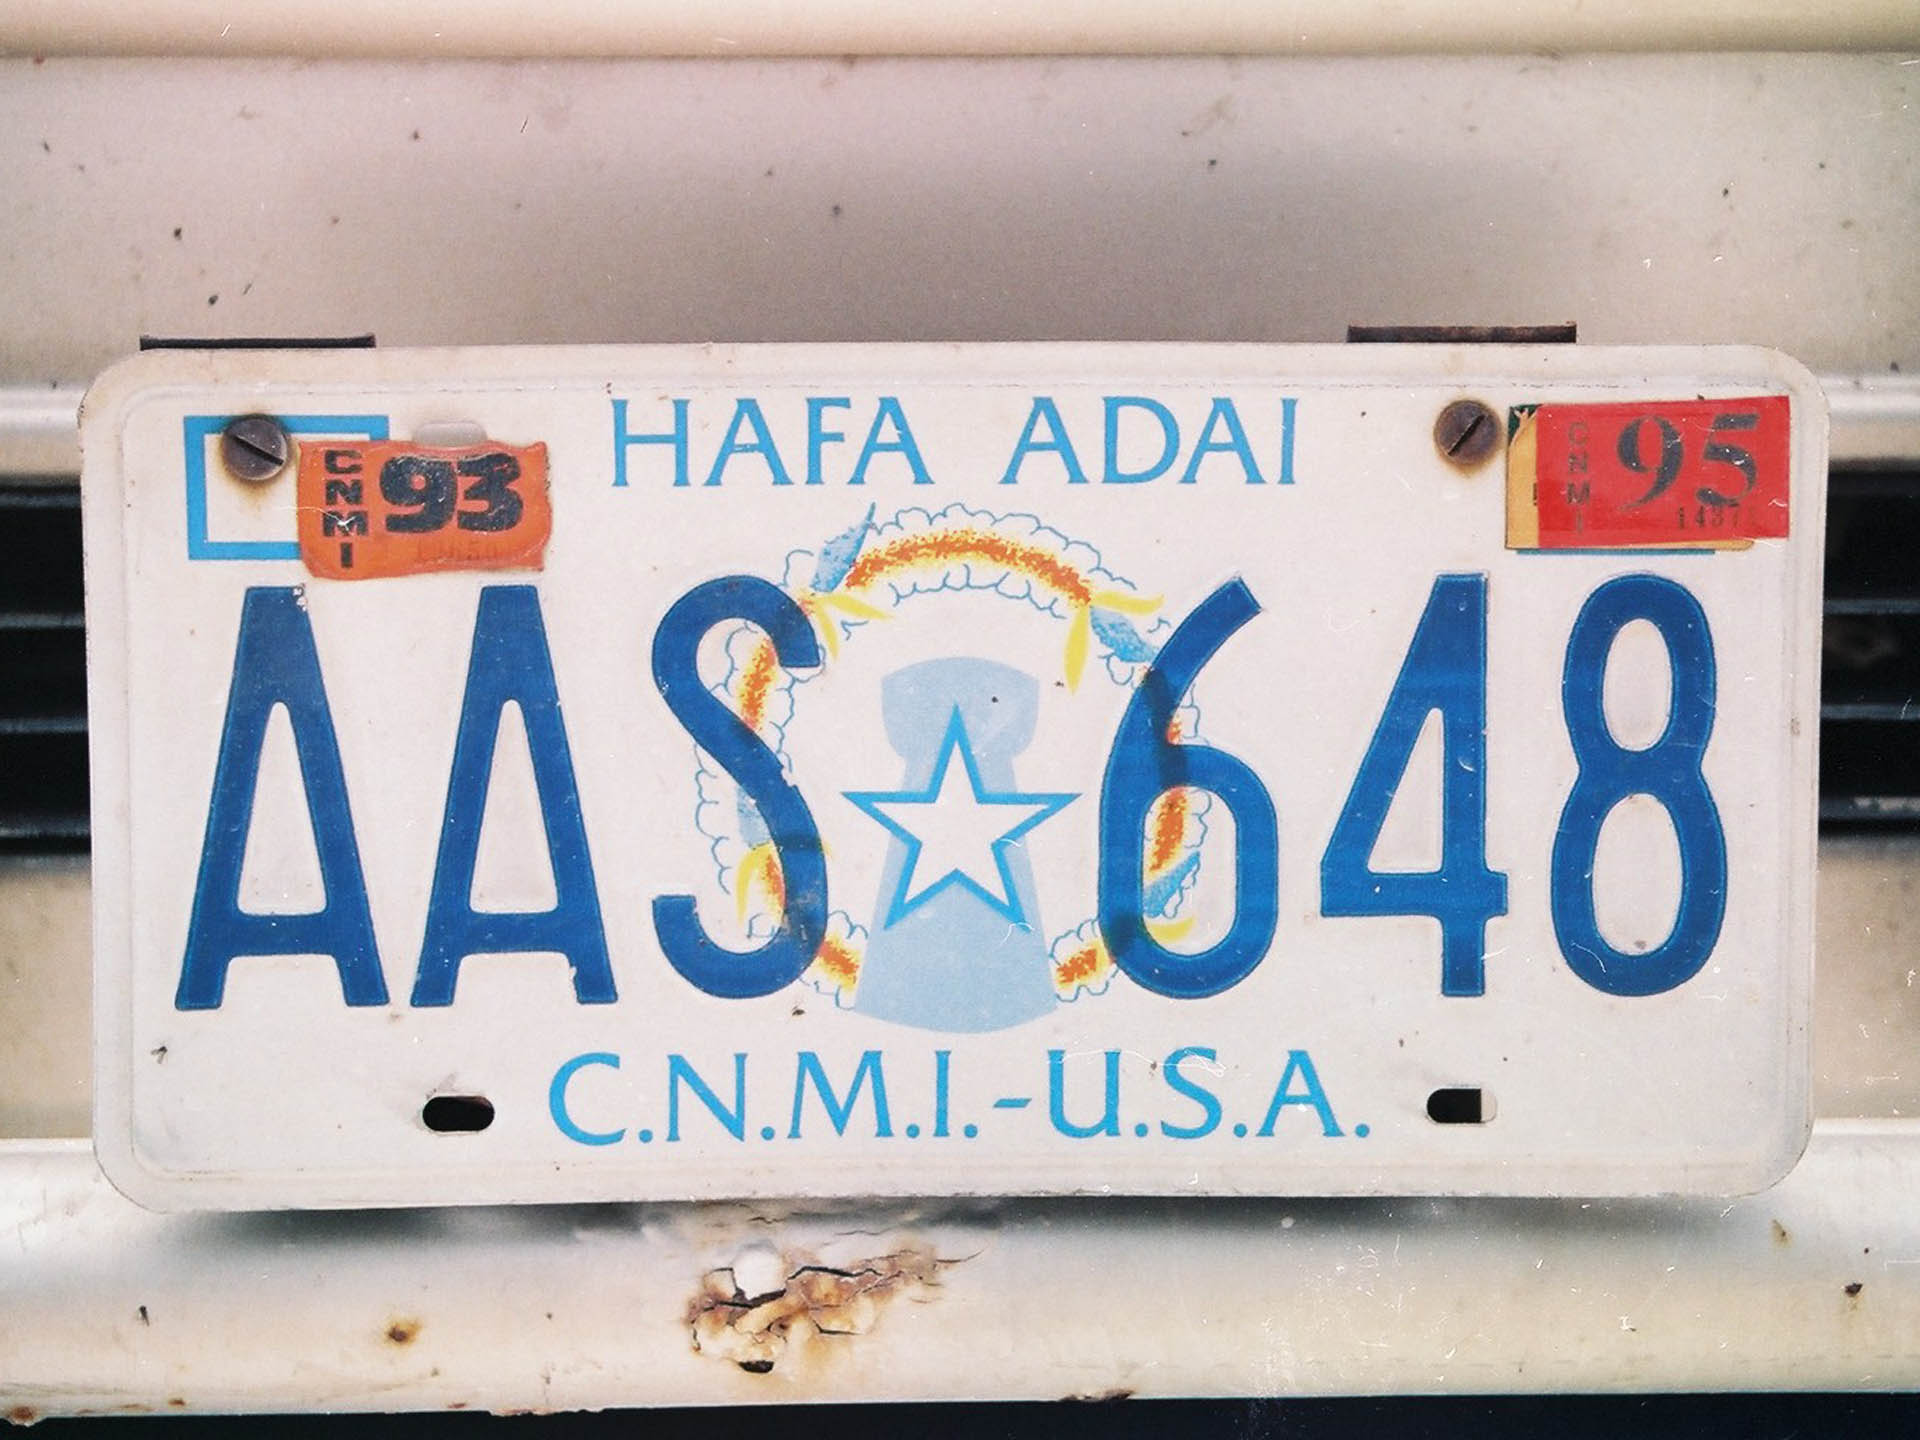 HAFA ADAI
CNMI 93
CNMI 95
AAS 648
C.N.M.I.-U.S.A.